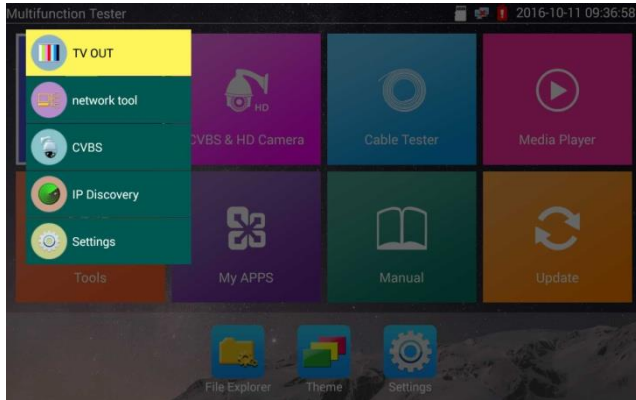 Multifunction Tester
2016-10-11 09:36:58
TV OUT
network tool
CVBS
IP Discovery
Settings
HD
CVBS & HD Camera
Cable Tester
Media Player
Tools
My APPS
Manual
Update
File Explorer
Theme
Settings